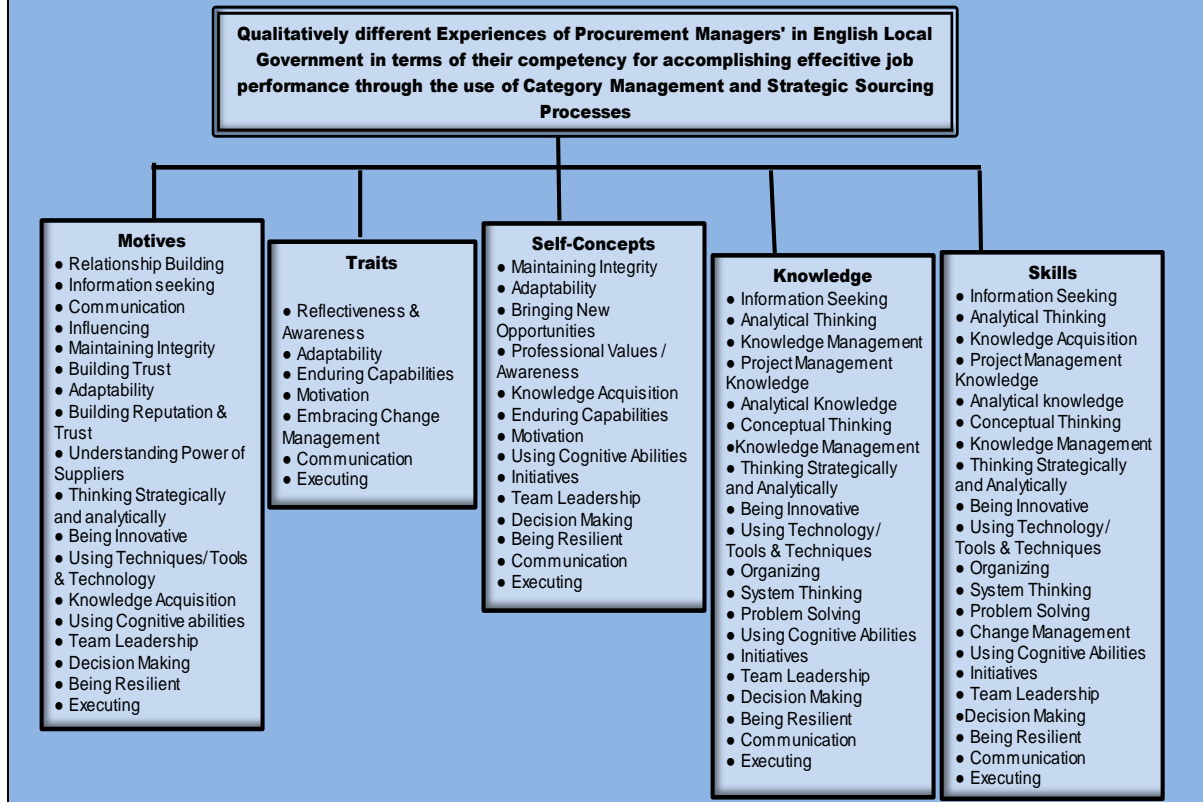 Qualitatively different Experiences of Procurement Managers' in English Local
Government in terms of their competency for accomplishing effecitive job
performance through the use of Category Management and Strategic Sourcing
Processes
Motives
● Relationship Building
● Information seeking
● Communication
● Influencing
● Maintaining Integrity
● Building Trust
● Adaptability
● Building Reputation &
Trust
● Understanding Power of
Suppliers
● Thinking Strategically
and analytically
● Being Innovative
● Using Techniques/ Tools
& Technology
● Knowledge Acquisition
● Using Cognitive abilities
● Team Leadership
● Decision Making
● Being Resilient
● Executing
Traits
● Reflectiveness &
Awareness
● Adaptability
● Enduring Capabilities
● Motivation
● Embracing Change
Management
● Communication
● Executing
Self-Concepts
● Maintaining Integrity
● Adaptability
● Bringing New
Opportunities
● Professional Values /
Awareness
● Knowledge Acquisition
● Enduring Capabilities
● Motivation
● Using Cognitive Abilities
● Initiatives
● Team Leadership
● Decision Making
● Being Resilient
● Communication
● Executing
Knowledge
● Information Seeking
● Analytical Thinking
● Knowledge Management
● Project Management
Knowledge
● Analytical Knowledge
● Conceptual Thinking
●Knowledge Management
● Thinking Strategically
and Analytically
● Being Innovative
● Using Technology/
Tools & Techniques
● Organizing
● System Thinking
● Problem Solving
● Using Cognitive Abilities
● Initiatives
● Team Leadership
● Decision Making
● Being Resilient
● Communication
● Executing
Skills
● Information Seeking
● Analytical Thinking
● Knowledge Acquisition
● Project Management
Knowledge
● Analytical knowledge
● Conceptual Thinking
● Knowledge Management
● Thinking Strategically
and Analytically
● Being Innovative
● Using Technology/
Tools & Techniques
● Organizing
● System Thinking
● Problem Solving
● Change Management
● Using Cognitive Abilities
● Initiatives
● Team Leadership
●Decision Making
● Being Resilient
● Communication
● Executing